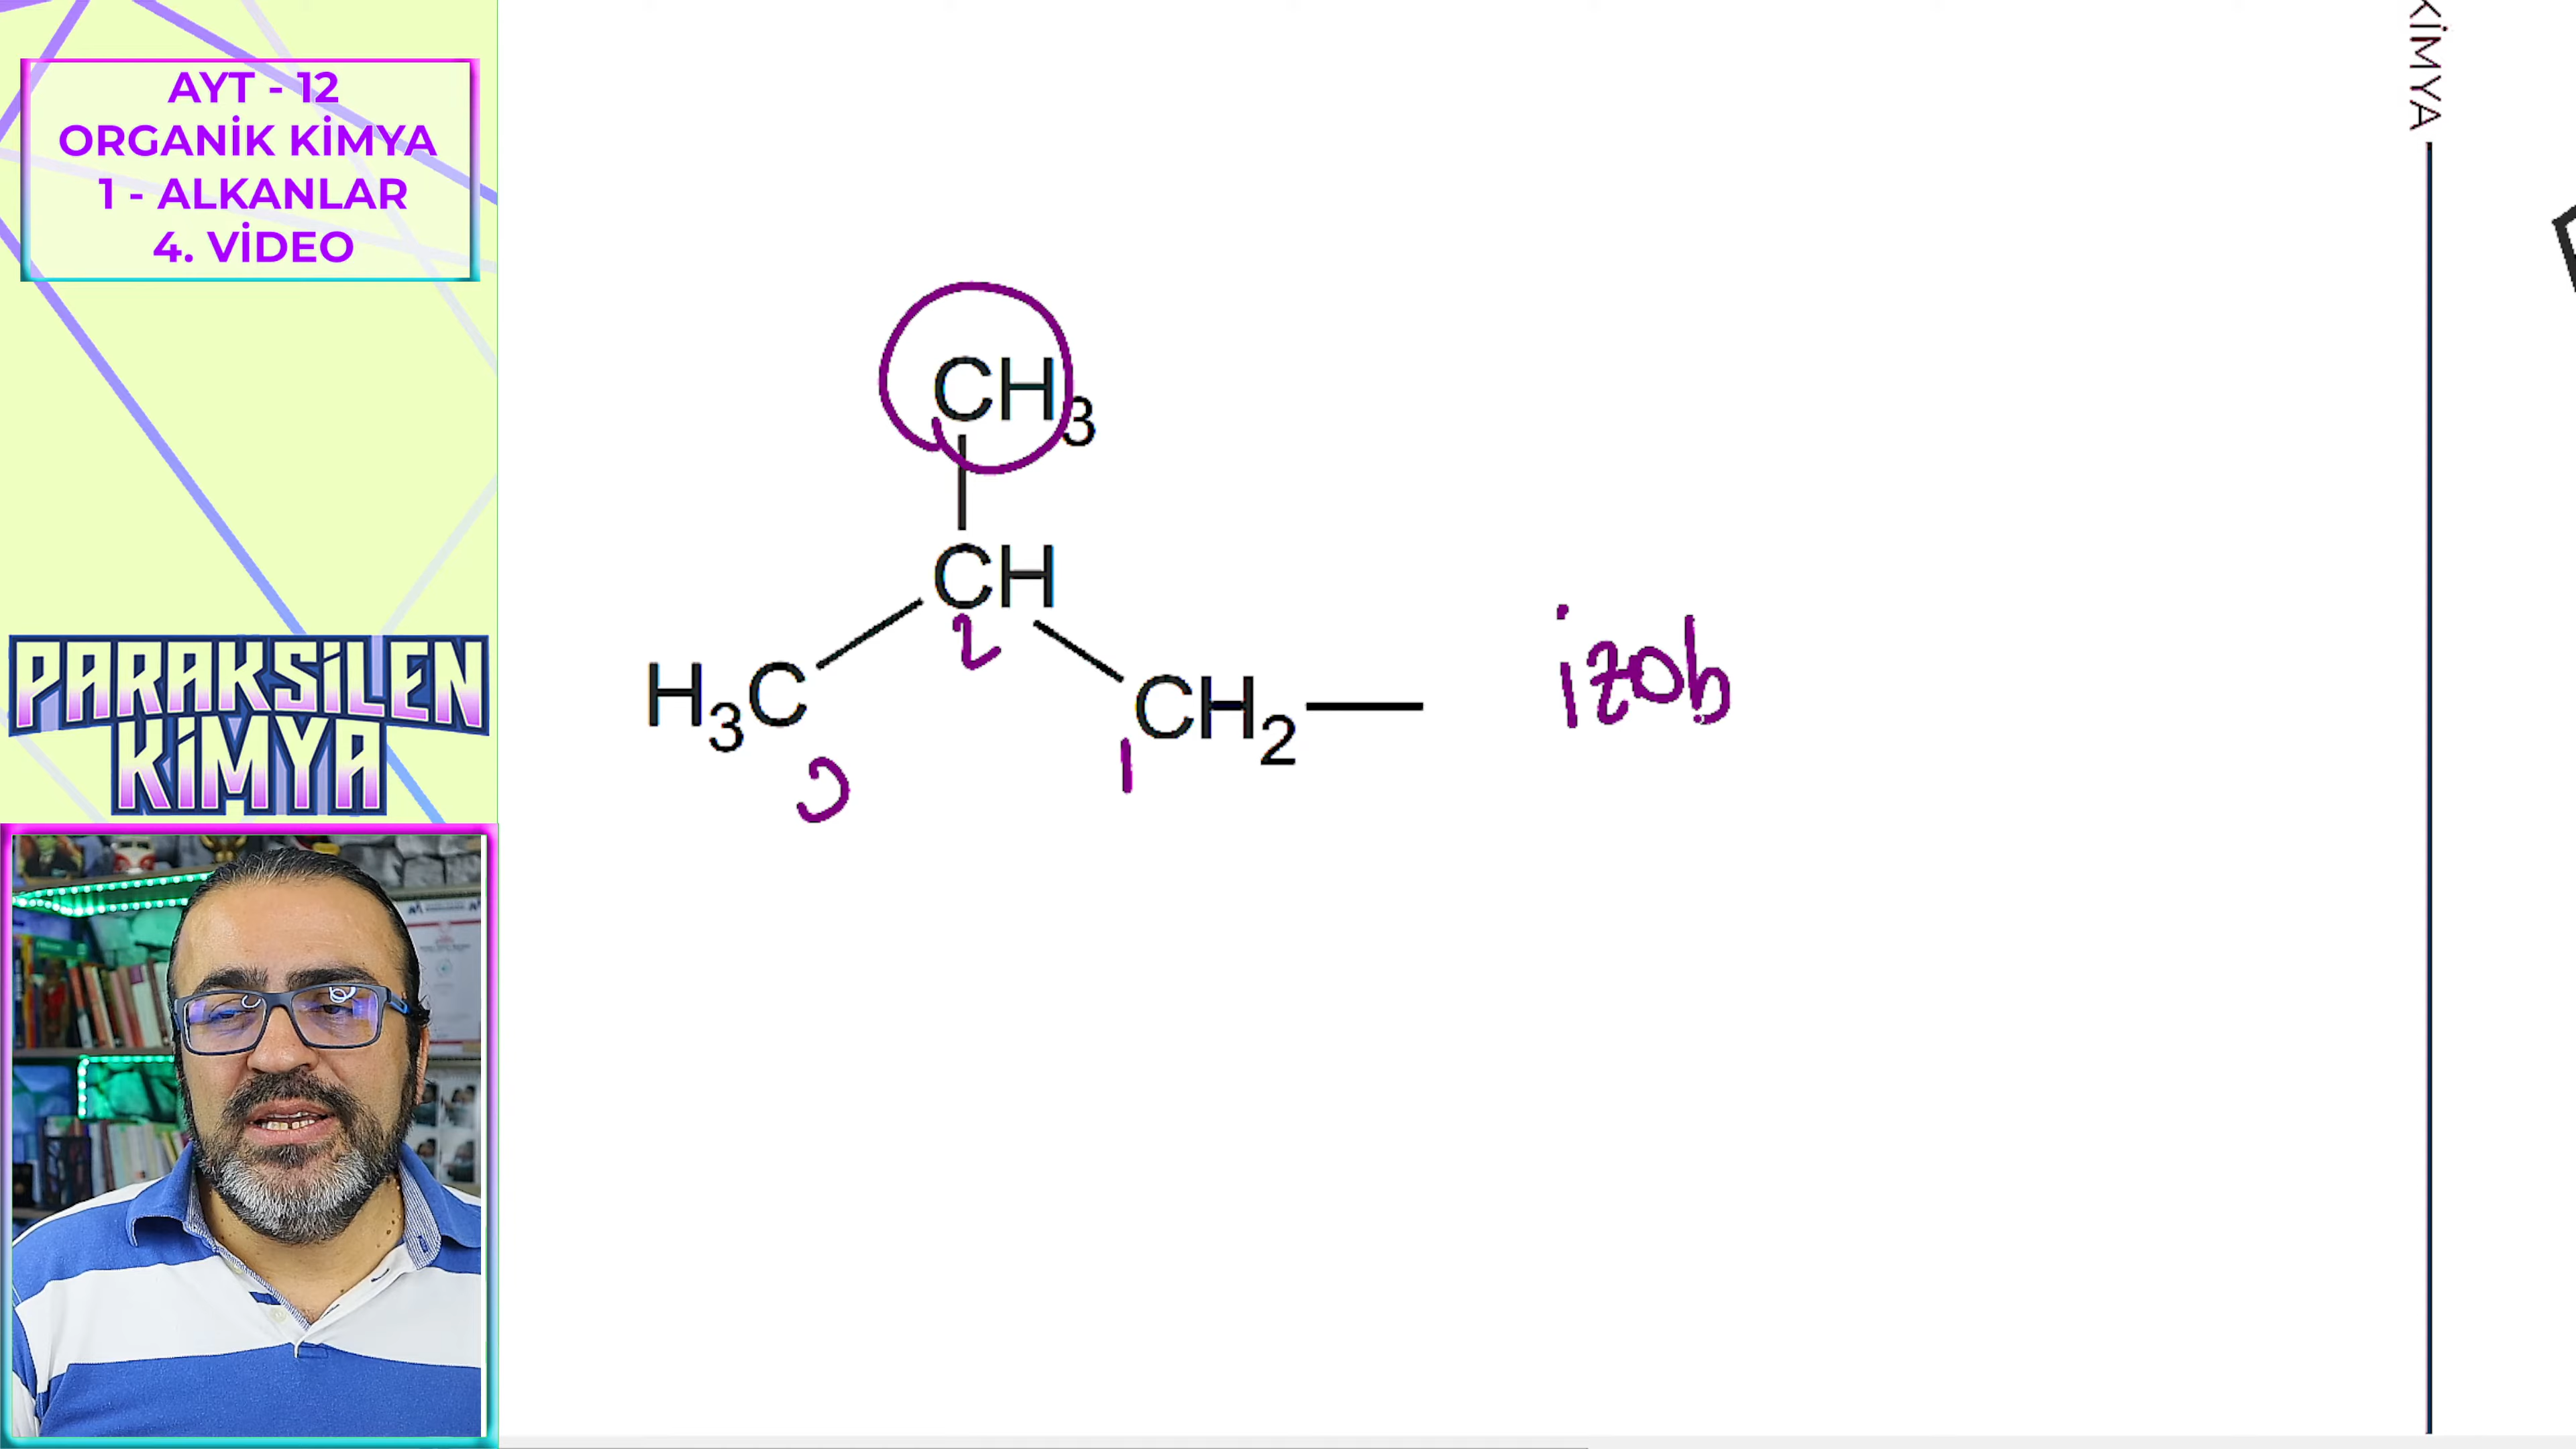 AYT - 12
ORGANİK KİMYA
1 - ALKANLAR
4. VİDEO
PARAKSİLEN
KİMYA
CH3
CH
2
H3C
3
CH2
1
izob
KİMYA